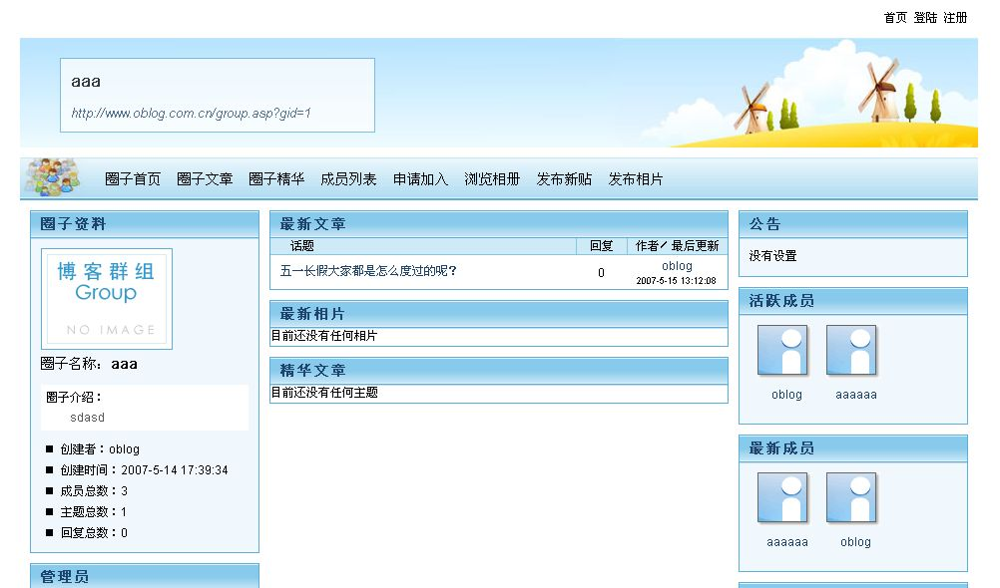 首页 登陆 注册
aaa
http://www.oblog.com.cn/group.asp?gid=1
圈子首页 圈子文章 圈子精华 成员列表 申请加入 浏览相册 发布新贴 发布相片
圈子资料
博客群组
Group
NO IMAGE
圈子名称：aaa
圈子介绍：
sdasd
■ 创建者：oblog
■ 创建时间：2007-5-14 17:39:34
■ 成员总数：3
■ 主题总数：1
■ 回复总数：0
管理员
最新文章
话题 回复 作者/最后更新
五一长假大家都是怎么度过的呢? 0 oblog
2007-5-15 13:12:08
最新相片
目前还没有任何相片
精华文章
目前还没有任何主题
公告
没有设置
活跃成员
oblog aaaaaa
最新成员
aaaaaa oblog